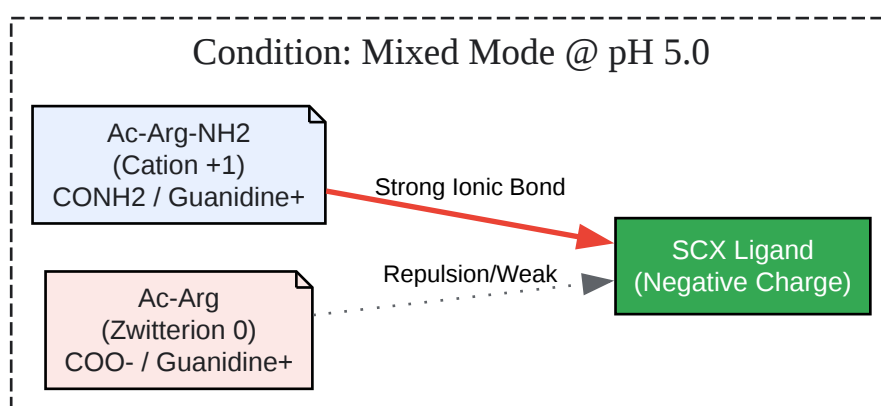 Condition: Mixed Mode @ pH 5.0
Ac-Arg-NH2
(Cation +1)
CONH2 / Guanidine+
Strong Ionic Bond
SCX Ligand
(Negative Charge)
Repulsion/Weak
Ac-Arg
(Zwitterion 0)
COO- / Guanidine+